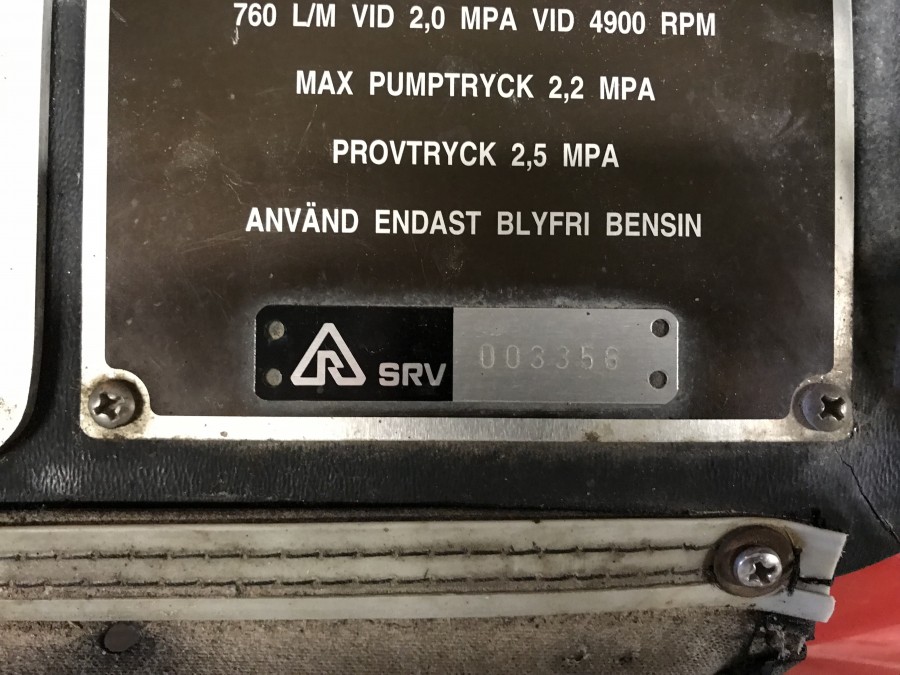 760 L/M VID 2,0 MPA VID 4900 RPM
MAX PUMPTRYCK 2,2 MPA
PROVTRYCK 2,5 MPA
ANVÄND ENDAST BLYFRI BENSIN
SRV 003356